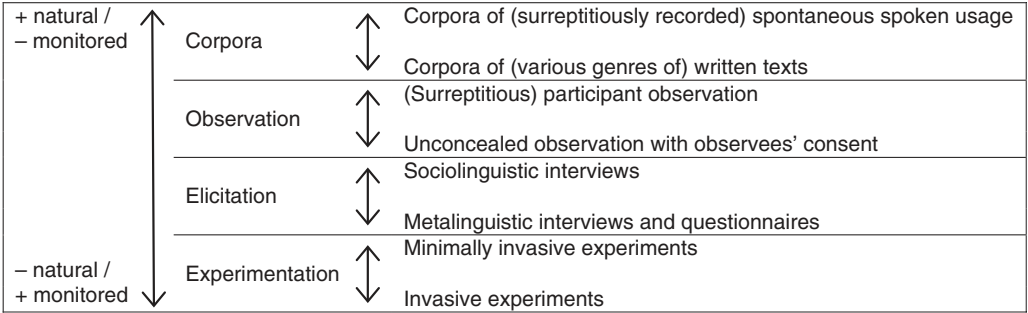 + natural /
– monitored
Corpora
Corpora of (surreptitiously recorded) spontaneous spoken usage
Corpora of (various genres of) written texts
Observation
(Surreptitious) participant observation
Unconcealed observation with observees’ consent
Elicitation
Sociolinguistic interviews
Metalinguistic interviews and questionnaires
– natural /
+ monitored
Experimentation
Minimally invasive experiments
Invasive experiments